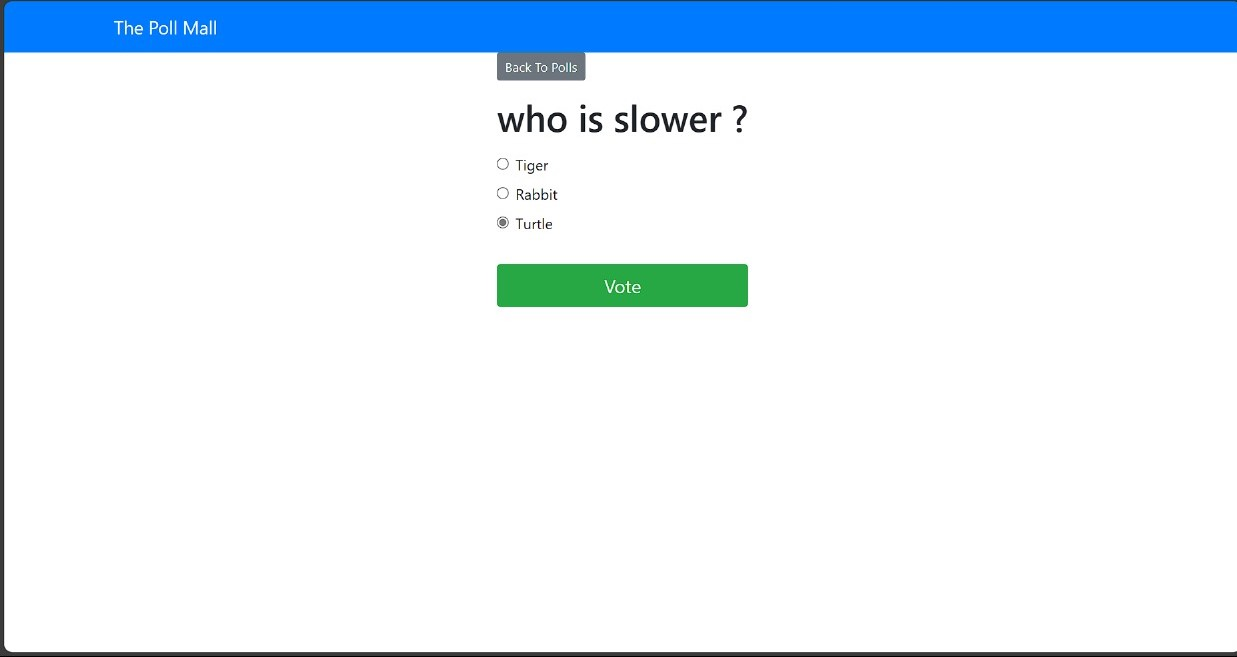 The Poll Mall
Back To Polls
who is slower ?
Tiger
Rabbit
Turtle
Vote